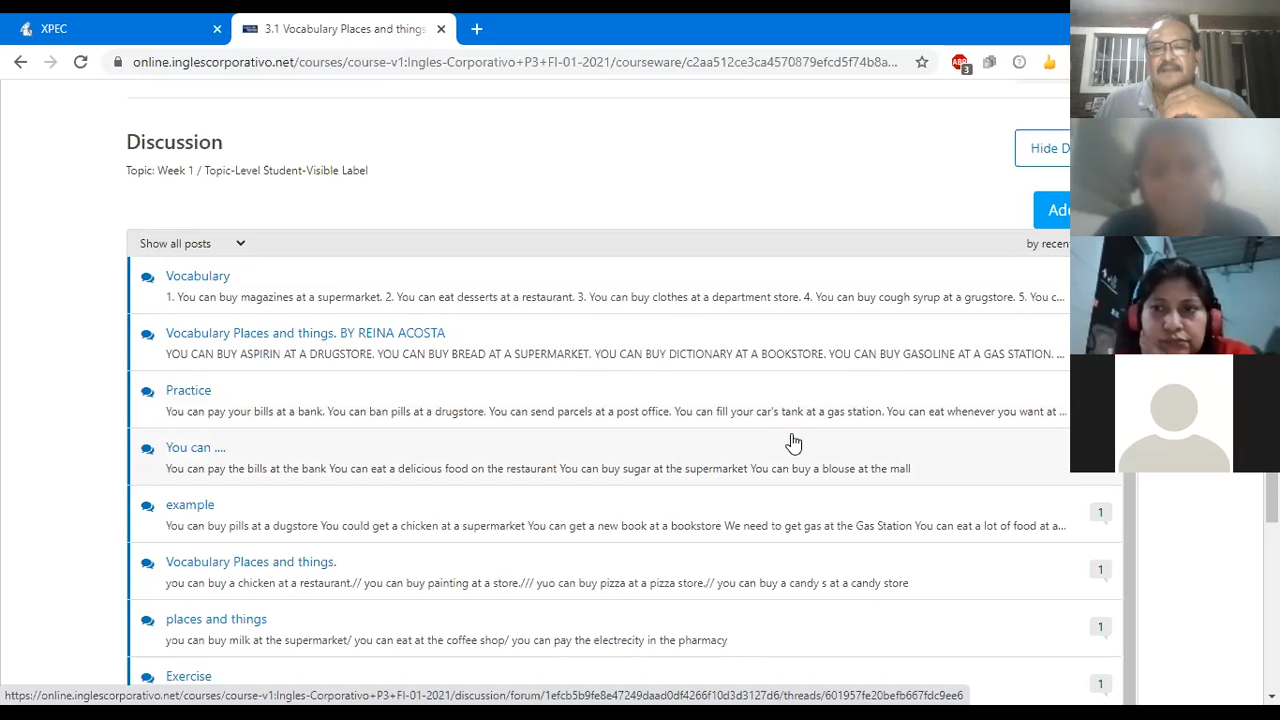 XPEC
3.1 Vocabulary Places and things
online.inglescorporativo.net/courses/course-v1:Ingles-Corporativo+P3+FI-01-2021/courseware/c2aa512ce3ca4570879efcd5f74b8a...
ABP
3
Discussion
Hide D
Topic: Week 1 / Topic-Level Student-Visible Label
Add
Show all posts
by recen
Vocabulary
1. You can buy magazines at a supermarket. 2. You can eat desserts at a restaurant. 3. You can buy clothes at a department store. 4. You can buy cough syrup at a grugstore. 5. You c...
Vocabulary Places and things. BY REINA ACOSTA
YOU CAN BUY ASPIRIN AT A DRUGSTORE. YOU CAN BUY BREAD AT A SUPERMARKET. YOU CAN BUY DICTIONARY AT A BOOKSTORE. YOU CAN BUY GASOLINE AT A GAS STATION. ...
Practice
You can pay your bills at a bank. You can ban pills at a drugstore. You can send parcels at a post office. You can fill your car's tank at a gas station. You can eat whenever you want at ...
You can ....
You can pay the bills at the bank You can eat a delicious food on the restaurant You can buy sugar at the supermarket You can buy a blouse at the mall
example
1
You can buy pills at a dugstore You could get a chicken at a supermarket You can get a new book at a bookstore We need to get gas at the Gas Station You can eat a lot of food at a...
Vocabulary Places and things.
1
you can buy a chicken at a restaurant.// you can buy painting at a store./// yuo can buy pizza at a pizza store.// you can buy a candy s at a candy store
places and things
1
you can buy milk at the supermarket/ you can eat at the coffee shop/ you can pay the electrecity in the pharmacy
Exercise
1
https://online.inglescorporativo.net/courses/course-v1:Ingles-Corporativo+P3+FI-01-2021/discussion/forum/1efcb5b9fe8e47249daad0df4266f10d3d3127d6/threads/601957fe20befb667fdc9ee6